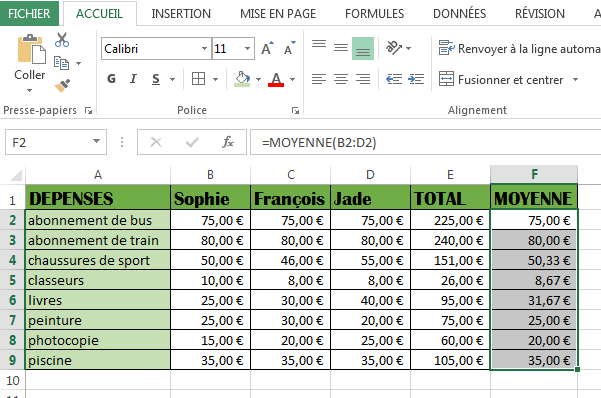 FICHIER ACCUEIL INSERTION MISE EN PAGE FORMULES DONNÉES RÉVISION
Calibri 11 A A Renvoyer à la ligne automa
Coller G I S A Fusionner et centrer
Presse-papiers Police Alignement
F2 fx =MOYENNE(B2:D2)
A B C D E F
1 DEPENSES Sophie François Jade TOTAL MOYENNE
2 abonnement de bus 75,00 € 75,00 € 75,00 € 225,00 € 75,00 €
3 abonnement de train 80,00 € 80,00 € 80,00 € 240,00 € 80,00 €
4 chaussures de sport 50,00 € 46,00 € 55,00 € 151,00 € 50,33 €
5 classeurs 10,00 € 8,00 € 8,00 € 26,00 € 8,67 €
6 livres 25,00 € 30,00 € 40,00 € 95,00 € 31,67 €
7 peinture 25,00 € 30,00 € 20,00 € 75,00 € 25,00 €
8 photocopie 15,00 € 20,00 € 25,00 € 60,00 € 20,00 €
9 piscine 35,00 € 35,00 € 35,00 € 105,00 € 35,00 €
10